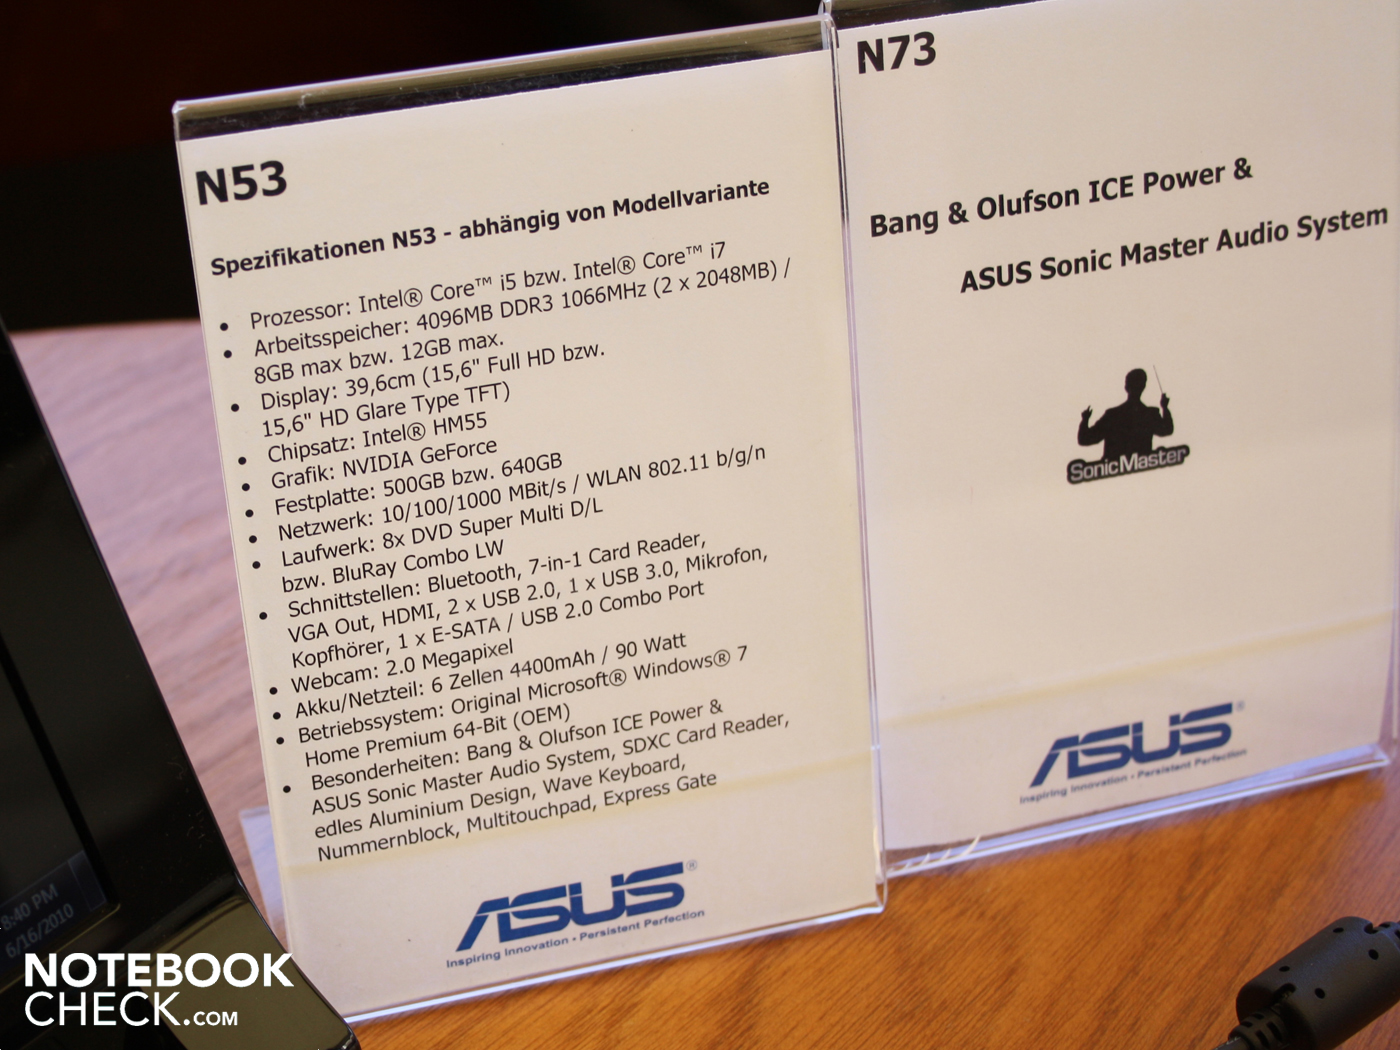 N53
Spezifikationen N53 - abhängig von Modellvariante
• Prozessor: Intel® Core™ i5 bzw. Intel® Core™ i7
• Arbeitsspeicher: 4096MB DDR3 1066MHz (2 x 2048MB) /
8GB max bzw. 12GB max.
• Display: 39,6cm (15,6" Full HD bzw.
15,6" HD Glare Type TFT)
• Chipsatz: Intel® HM55
• Grafik: NVIDIA GeForce
• Festplatte: 500GB bzw. 640GB
• Netzwerk: 10/100/1000 MBit/s / WLAN 802.11 b/g/n
• Laufwerk: 8x DVD Super Multi D/L
bzw. BluRay Combo LW
• Schnittstellen: Bluetooth, 7-in-1 Card Reader,
VGA Out, HDMI, 2 x USB 2.0, 1 x USB 3.0, Mikrofon,
Kopfhörer, 1 x E-SATA / USB 2.0 Combo Port
• Webcam: 2.0 Megapixel
• Akku/Netzteil: 6 Zellen 4400mAh / 90 Watt
• Betriebssystem: Original Microsoft® Windows® 7
Home Premium 64-Bit (OEM)
• Besonderheiten: Bang & Olufson ICE Power &
ASUS Sonic Master Audio System, SDXC Card Reader,
edles Aluminium Design, Wave Keyboard,
Nummernblock, Multitouchpad, Express Gate
ASUS®
Inspiring Innovation • Persistent Perfection
N73
Bang & Olufson ICE Power &
ASUS Sonic Master Audio System
SonicMaster
ASUS®
Inspiring Innovation • Persistent Perfection
8:40 PM
6/16/2010
NOTEBOOK
CHECK.COM